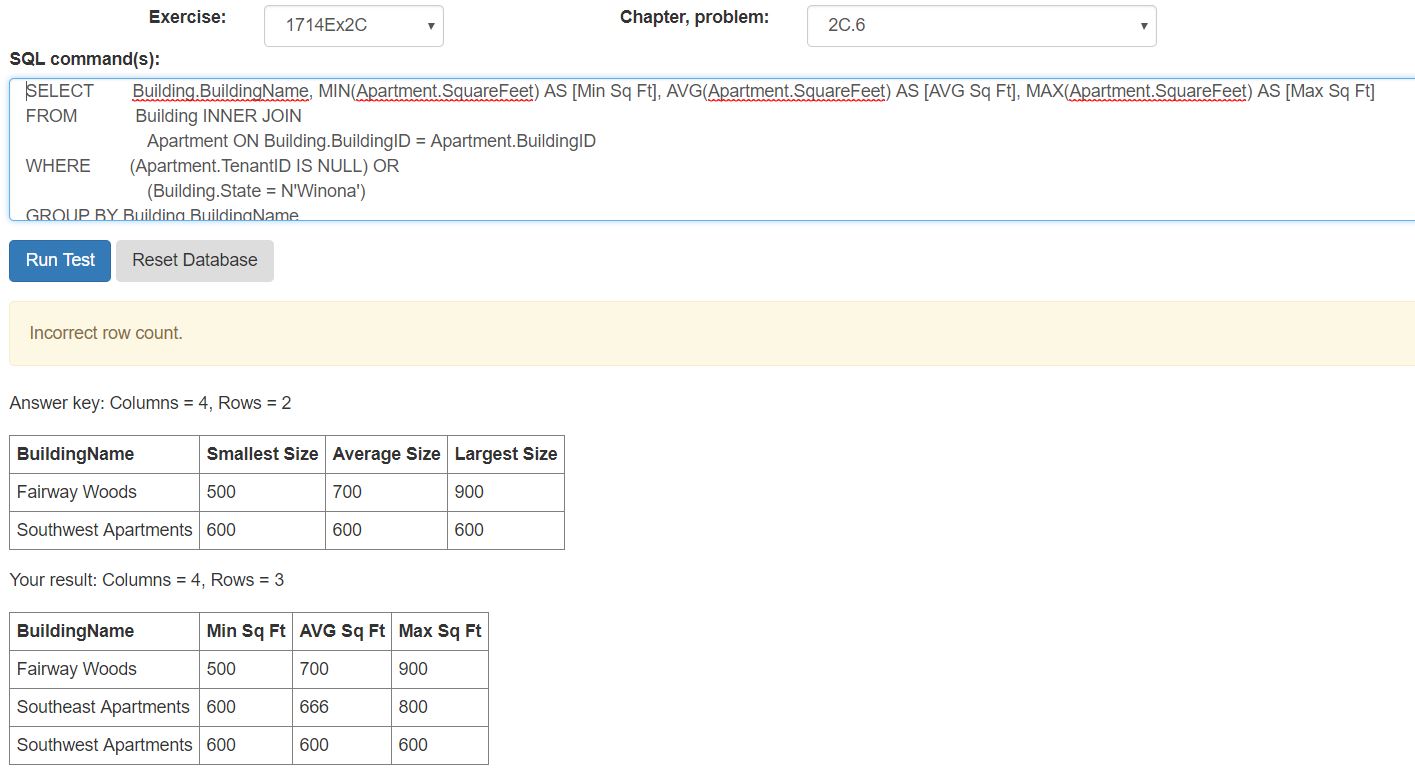 Exercise: 1714Ex2C Chapter, problem: 2C.6
SQL command(s):
SELECT Building.BuildingName, MIN(Apartment.SquareFeet) AS [Min Sq Ft], AVG(Apartment.SquareFeet) AS [AVG Sq Ft], MAX(Apartment.SquareFeet) AS [Max Sq Ft]
FROM Building INNER JOIN
Apartment ON Building.BuildingID = Apartment.BuildingID
WHERE (Apartment.TenantID IS NULL) OR
(Building.State = N'Winona')
GROUP BY Building.BuildingName
Run Test Reset Database
Incorrect row count.
Answer key: Columns = 4, Rows = 2
BuildingName Smallest Size Average Size Largest Size
Fairway Woods 500 700 900
Southwest Apartments 600 600 600
Your result: Columns = 4, Rows = 3
BuildingName Min Sq Ft AVG Sq Ft Max Sq Ft
Fairway Woods 500 700 900
Southeast Apartments 600 666 800
Southwest Apartments 600 600 600